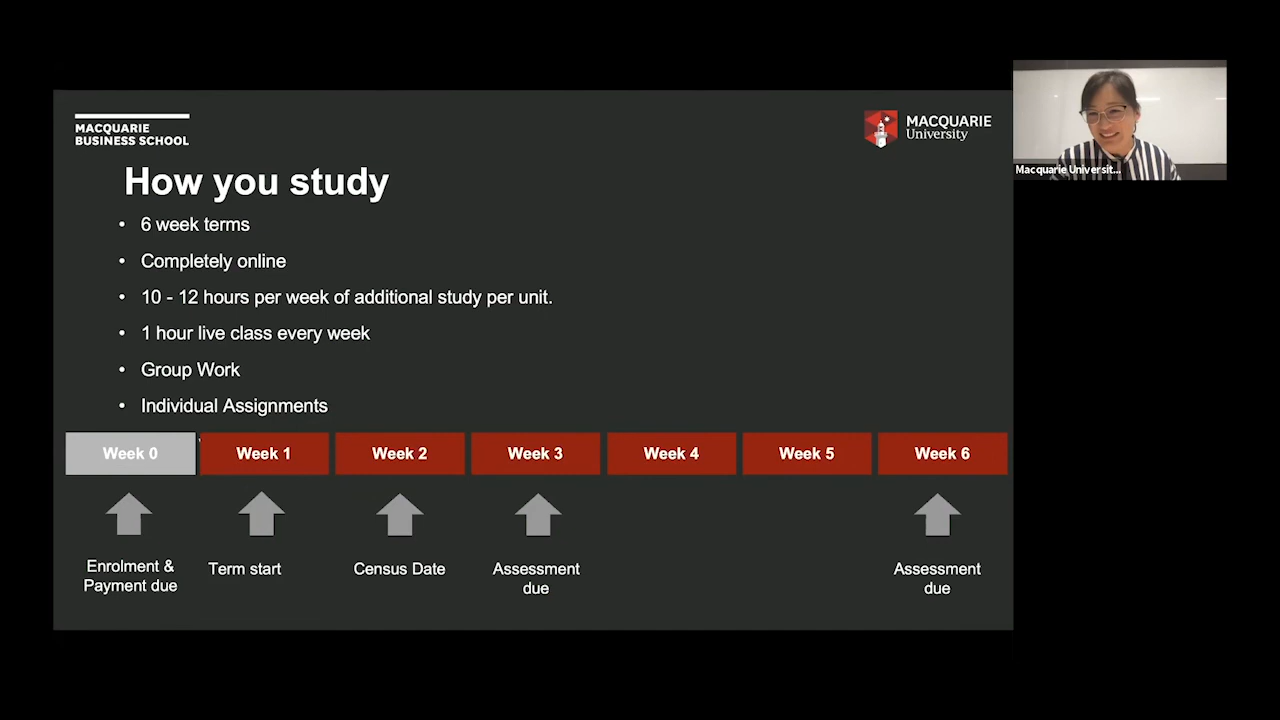 MACQUARIE
BUSINESS SCHOOL
MACQUARIE
University
Macquarie Universit...
How you study
• 6 week terms
• Completely online
• 10 - 12 hours per week of additional study per unit.
• 1 hour live class every week
• Group Work
• Individual Assignments
Week 0
Week 1
Week 2
Week 3
Week 4
Week 5
Week 6
Enrolment &
Payment due
Term start
Census Date
Assessment
due
Assessment
due